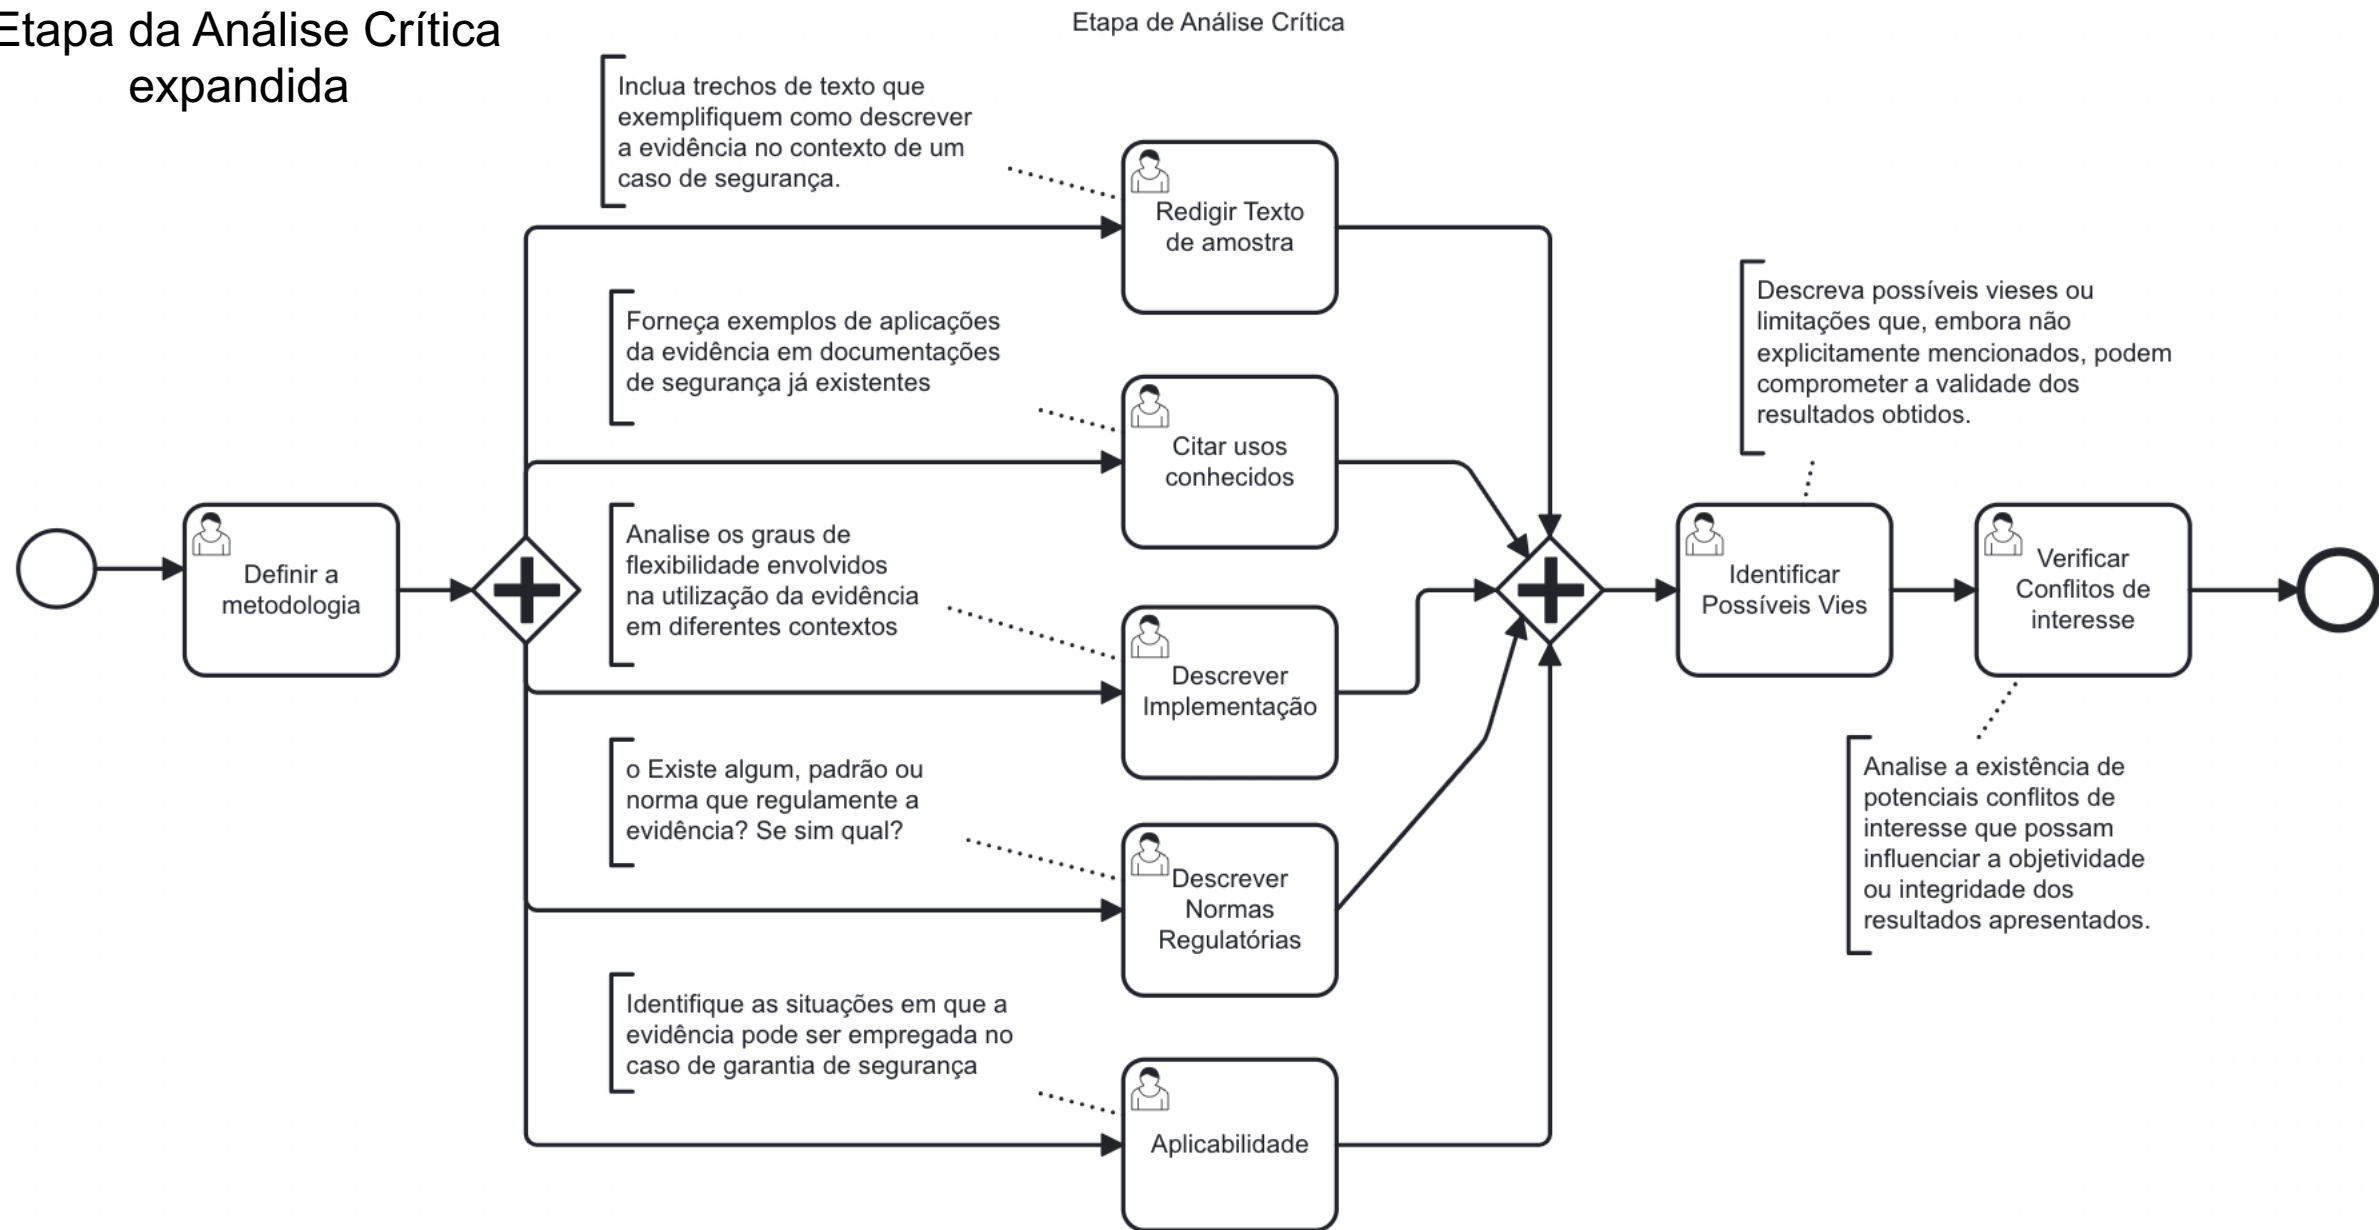 Etapa da Análise Crítica
expandida
Etapa de Análise Crítica
Inclua trechos de texto que
exemplifiquem como descrever
a evidência no contexto de um
caso de segurança.
Redigir Texto
de amostra
Forneça exemplos de aplicações
da evidência em documentações
de segurança já existentes
Citar usos
conhecidos
Descreva possíveis vieses ou
limitações que, embora não
explicitamente mencionados, podem
comprometer a validade dos
resultados obtidos.
Definir a
metodologia
Analise os graus de
flexibilidade envolvidos
na utilização da evidência
em diferentes contextos
Descrever
Implementação
Identificar
Possíveis Vies
Verificar
Conflitos de
interesse
o Existe algum, padrão ou
norma que regulamente a
evidência? Se sim qual?
Descrever
Normas
Regulatórias
Analise a existência de
potenciais conflitos de
interesse que possam
influenciar a objetividade
ou integridade dos
resultados apresentados.
Identifique as situações em que a
evidência pode ser empregada no
caso de garantia de segurança
Aplicabilidade